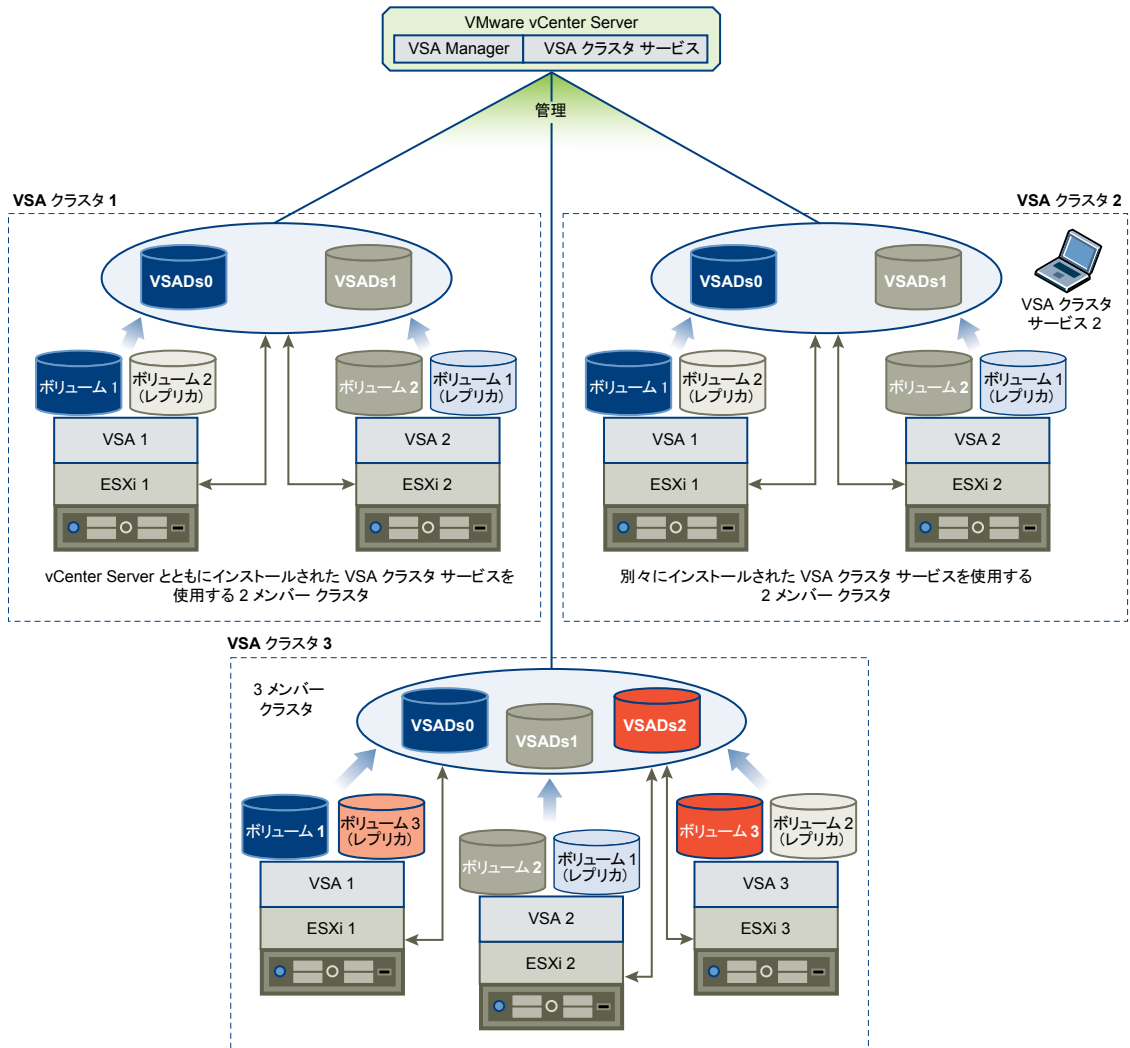 VMware vCenter Server
VSA Manager
VSA クラスタ サービス
管理
VSA クラスタ 1
VSADs0
VSADs1
ボリューム 1
ボリューム 2
(レプリカ)
ボリューム 2
ボリューム 1
(レプリカ)
VSA 1
VSA 2
ESXi 1
ESXi 2
vCenter Server とともにインストールされた VSA クラスタ サービスを
使用する 2 メンバー クラスタ
VSA クラスタ 2
VSADs0
VSADs1
VSA クラスタ
サービス 2
ボリューム 1
ボリューム 2
(レプリカ)
ボリューム 2
ボリューム 1
(レプリカ)
VSA 1
VSA 2
ESXi 1
ESXi 2
別々にインストールされた VSA クラスタ サービスを使用する
2 メンバー クラスタ
VSA クラスタ 3
3 メンバー
クラスタ
VSADs0
VSADs1
VSADs2
ボリューム 1
ボリューム 3
(レプリカ)
ボリューム 2
ボリューム 1
(レプリカ)
ボリューム 3
ボリューム 2
(レプリカ)
VSA 1
VSA 2
VSA 3
ESXi 1
ESXi 2
ESXi 3